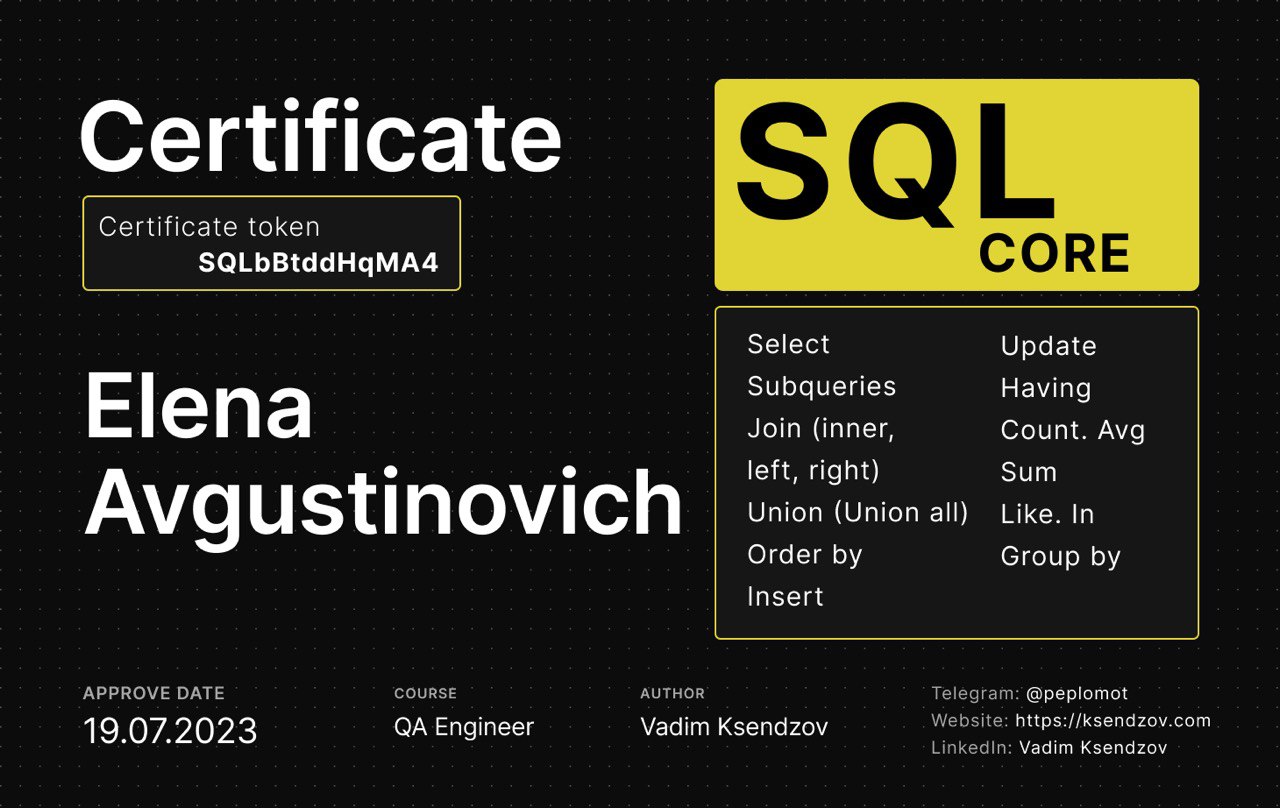 Certificate
Certificate token
SQLbBtddHqMA4
Elena
Avgustinovich
SQL
CORE
Select
Subqueries
Join (inner,
left, right)
Union (Union all)
Order by
Insert
Update
Having
Count. Avg
Sum
Like. In
Group by
APPROVE DATE
19.07.2023
COURSE
QA Engineer
AUTHOR
Vadim Ksendzov
Telegram: @peplomot
Website: https://ksendzov.com
LinkedIn: Vadim Ksendzov